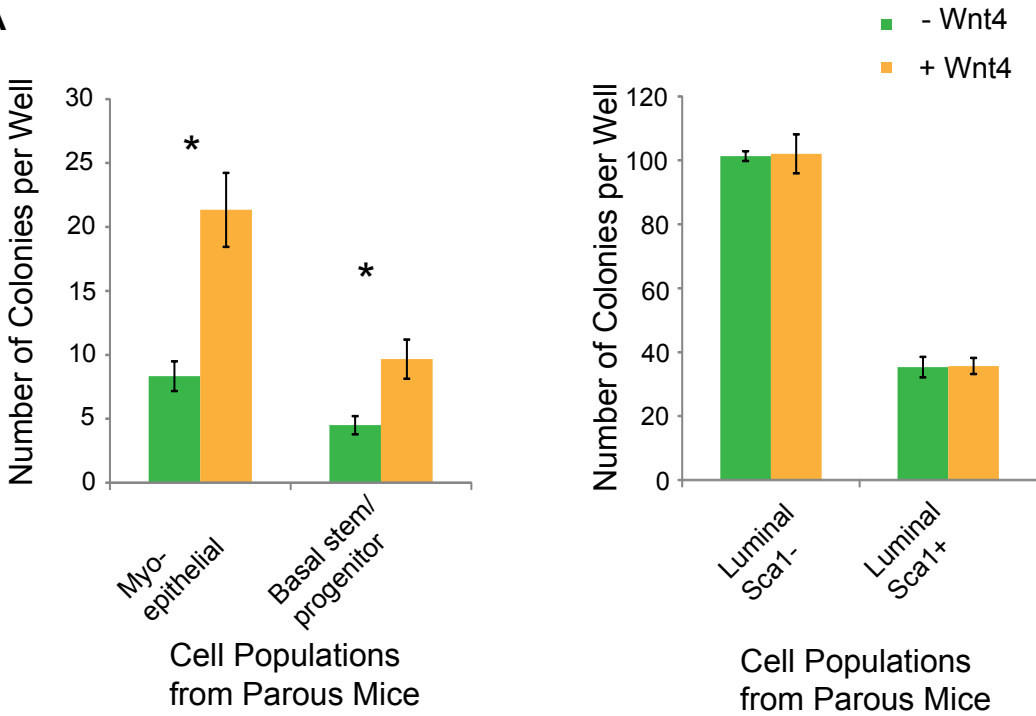 A
- Wnt4
+ Wnt4
Number of Colonies per Well
30
25
20
15
10
5
0
*
*
Myo-
epithelial
Basal stem/
progenitor
Cell Populations
from Parous Mice
Number of Colonies per Well
120
100
80
60
40
20
0
Luminal
Sca1-
Luminal
Sca1+
Cell Populations
from Parous Mice